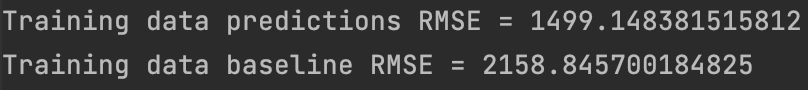 Training data predictions RMSE = 1499.148381515812
Training data baseline RMSE = 2158.845700184825